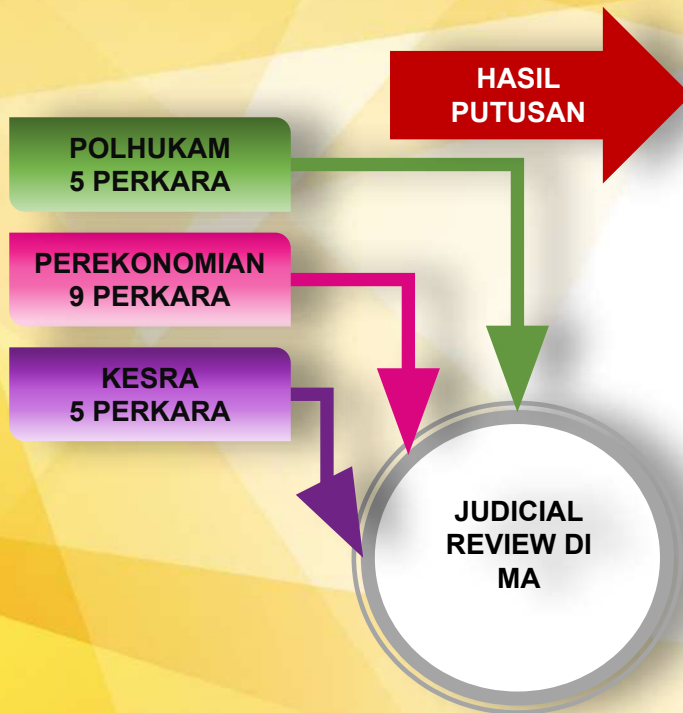 HASIL
PUTUSAN
POLHUKAM
5 PERKARA
PEREKONOMIAN
9 PERKARA
KESRA
5 PERKARA
JUDICIAL
REVIEW DI
MA